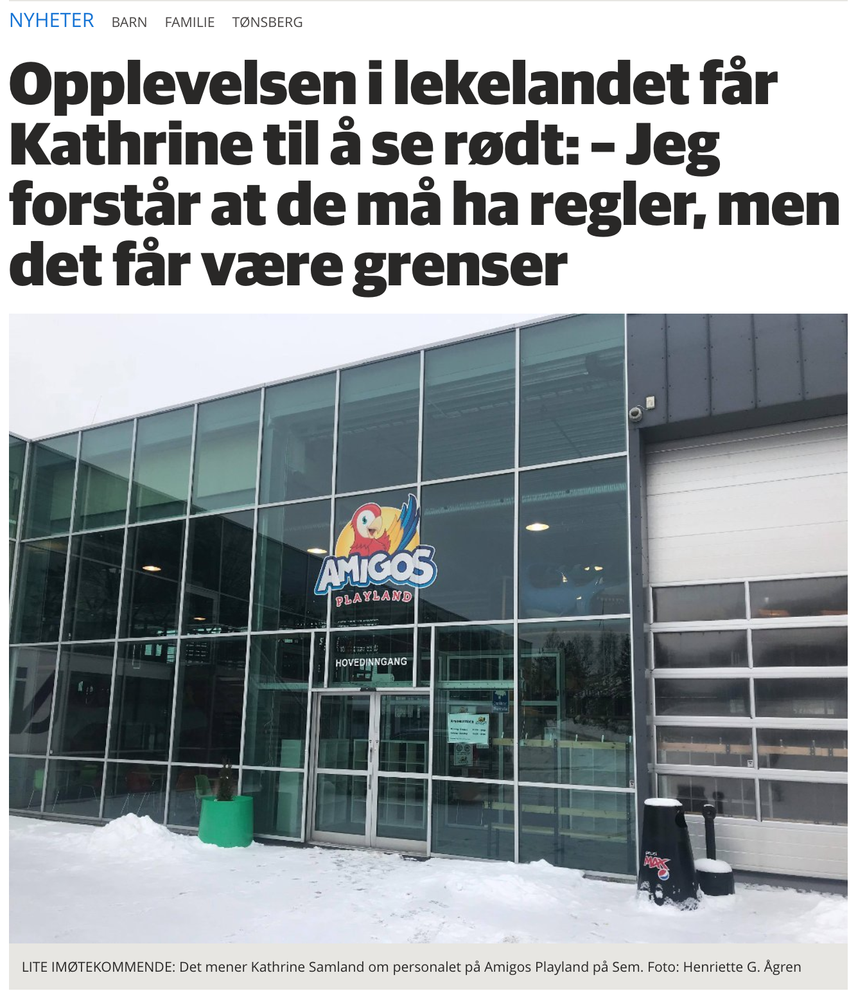 NYHETER BARN FAMILIE TØNSBERG
Opplevelsen i lekelandet får
Kathrine til å se rødt: – Jeg
forstår at de må ha regler, men
det får være grenser
AMIGOS
PLAYLAND
HOVEDINNGANG
ÅPNINGSTIDER
pepsi
MAX
LITE IMØTEKOMMENDE: Det mener Kathrine Samland om personalet på Amigos Playland på Sem. Foto: Henriette G. Ågren